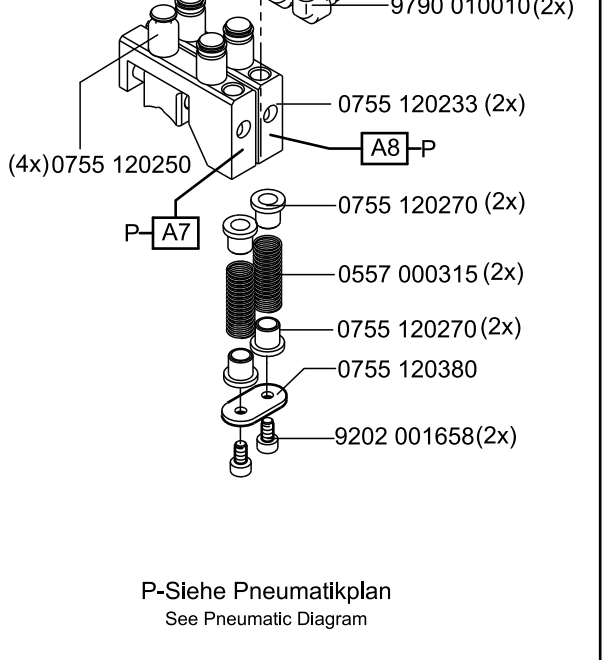 9790 010010(2x)
0755 120233 (2x)
A8 P
(4x)0755 120250
0755 120270 (2x)
P A7
0557 000315 (2x)
0755 120270 (2x)
0755 120380
9202 001658(2x)
P-Siehe Pneumatikplan
See Pneumatic Diagram